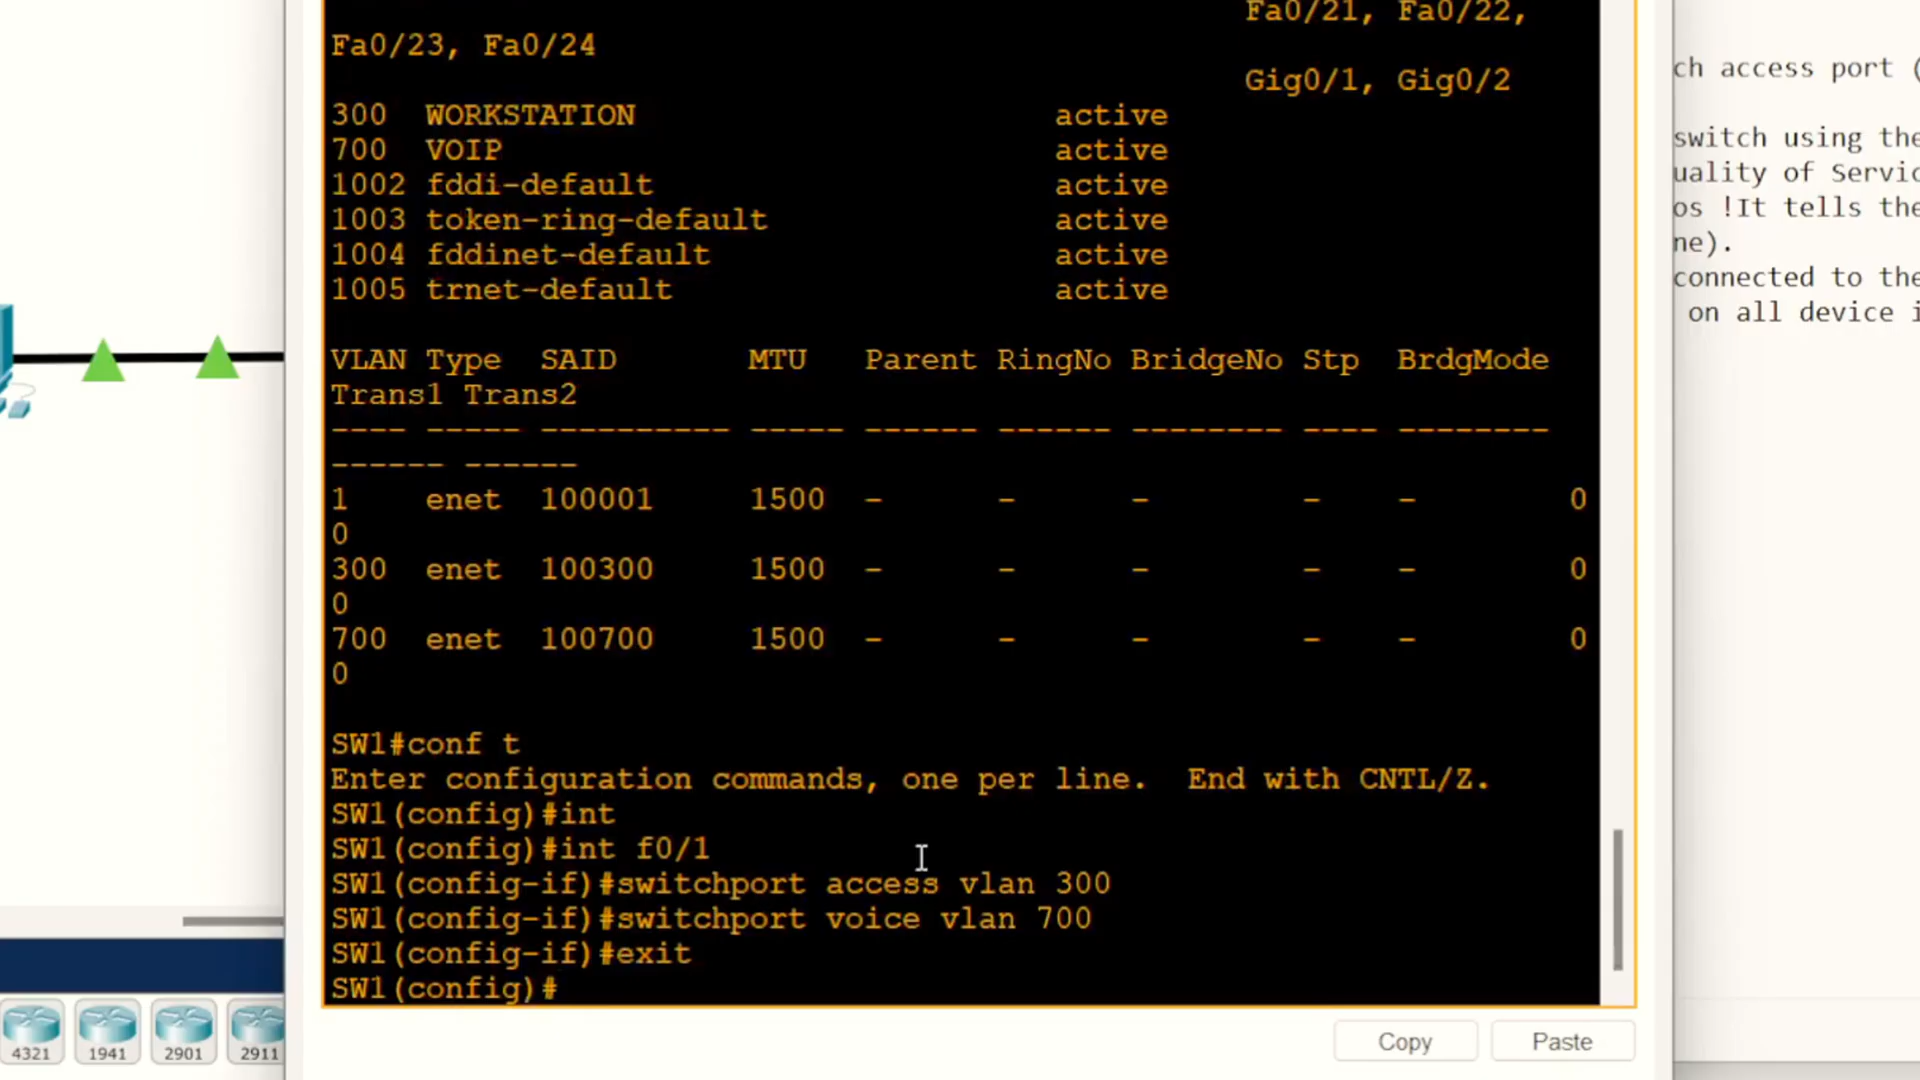 Fa0/21, Fa0/22,
Fa0/23, Fa0/24
Gig0/1, Gig0/2
300 WORKSTATION active
700 VOIP active
1002 fddi-default active
1003 token-ring-default active
1004 fddinet-default active
1005 trnet-default active
VLAN Type SAID MTU Parent RingNo BridgeNo Stp BrdgMode
Trans1 Trans2
---- ----- ---------- ----- ------ ------ -------- ---- --------
------ ------
1 enet 100001 1500 - - - - - 0
0
300 enet 100300 1500 - - - - - 0
0
700 enet 100700 1500 - - - - - 0
0
SW1#conf t
Enter configuration commands, one per line. End with CNTL/Z.
SW1(config)#int
SW1(config)#int f0/1
SW1(config-if)#switchport access vlan 300
SW1(config-if)#switchport voice vlan 700
SW1(config-if)#exit
SW1(config)#
Copy Paste
ch access port (
switch using the
uality of Servic
os !It tells the
ne).
connected to the
on all device i
4321 1941 2901 2911